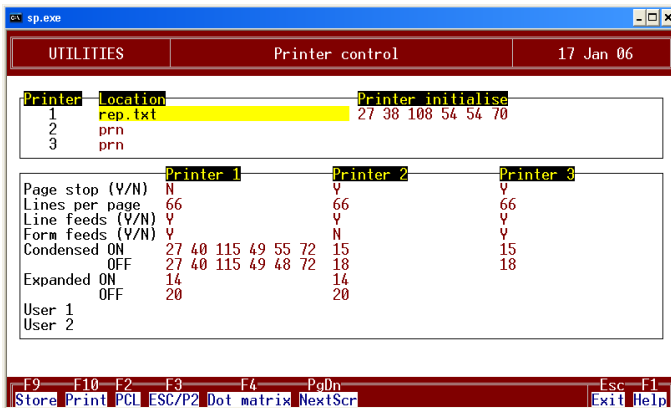 sp.exe
UTILITIES Printer control 17 Jan 06
Printer Location Printer initialise
1 rep.txt 27 38 108 54 54 70
2 prn
3 prn
Printer 1 Printer 2 Printer 3
Page stop (Y/N) N Y Y
Lines per page 66 66 66
Line feeds (Y/N) Y Y Y
Form feeds (Y/N) Y N Y
Condensed ON 27 40 115 49 55 72 15 15
OFF 27 40 115 49 48 72 18 18
Expanded ON 14 14
OFF 20 20
User 1
User 2
F9 F10 F2 F3 F4 PgDn Esc F1
Store Print PCL ESC/P2 Dot matrix NextScr Exit Help